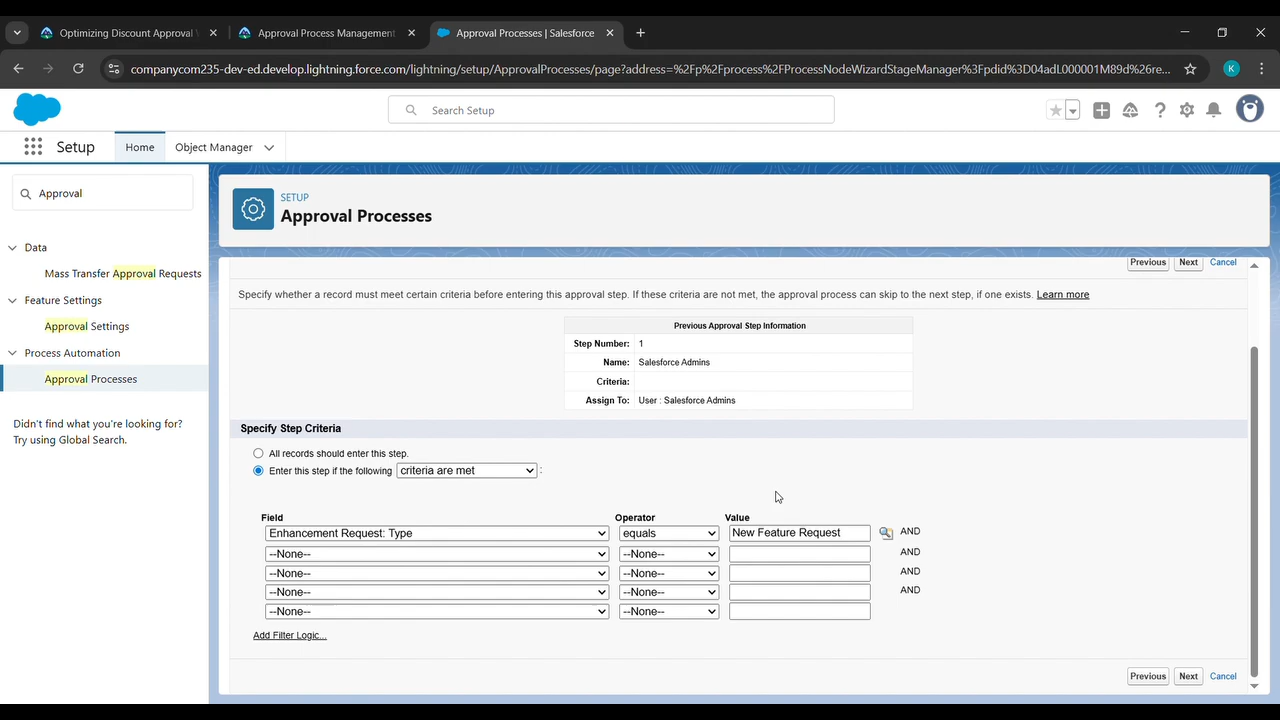 Optimizing Discount Approval
Approval Process Management
Approval Processes | Salesforce
companycom235-dev-ed.develop.lightning.force.com/lightning/setup/ApprovalProcesses/page?address=%2Fp%2Fprocess%2FProcessNodeWizardStageManager%3Fpdid%3D04adL000001M89d%26re...
K
Search Setup
Setup
Home
Object Manager
Approval
SETUP
Approval Processes
Data
Mass Transfer Approval Requests
Feature Settings
Approval Settings
Process Automation
Approval Processes
Didn't find what you're looking for?
Try using Global Search.
Previous Next Cancel
Specify whether a record must meet certain criteria before entering this approval step. If these criteria are not met, the approval process can skip to the next step, if one exists. Learn more
Previous Approval Step Information
Step Number: 1
Name: Salesforce Admins
Criteria:
Assign To: User : Salesforce Admins
Specify Step Criteria
All records should enter this step.
Enter this step if the following criteria are met :
Field Operator Value
Enhancement Request: Type equals New Feature Request AND
--None-- --None-- AND
--None-- --None-- AND
--None-- --None-- AND
--None-- --None--
Add Filter Logic...
Previous Next Cancel